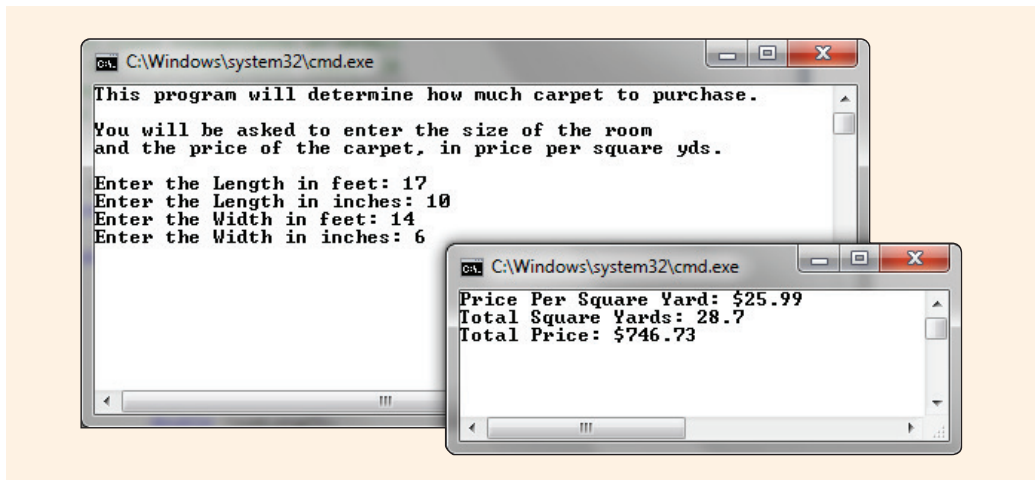 C:\Windows\system32\cmd.exe
This program will determine how much carpet to purchase.
You will be asked to enter the size of the room
and the price of the carpet, in price per square yds.
Enter the Length in feet: 17
Enter the Length in inches: 10
Enter the Width in feet: 14
Enter the Width in inches: 6
C:\Windows\system32\cmd.exe
Price Per Square Yard: $25.99
Total Square Yards: 28.7
Total Price: $746.73